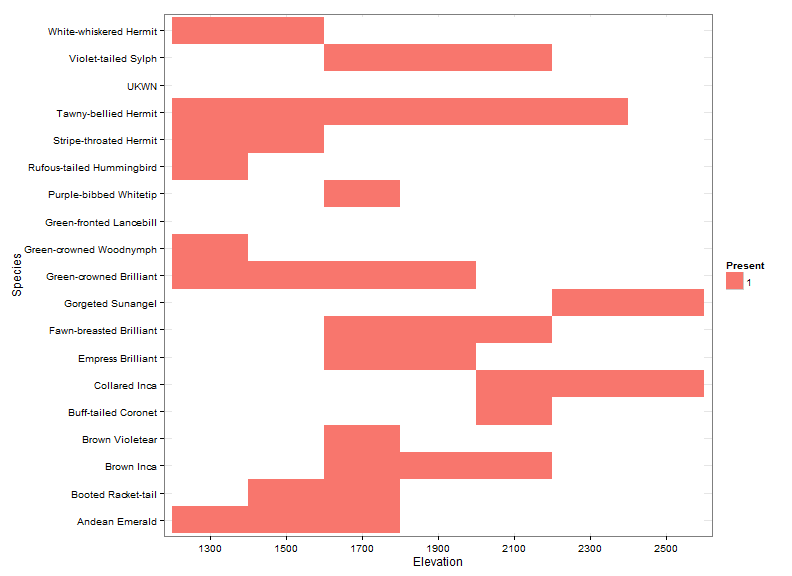 White-whiskered Hermit
Violet-tailed Sylph
UKWN
Tawny-bellied Hermit
Stripe-throated Hermit
Rufous-tailed Hummingbird
Purple-bibbed Whitetip
Green-fronted Lancebill
Green-crowned Woodnymph
Green-crowned Brilliant
Gorgeted Sunangel
Fawn-breasted Brilliant
Empress Brilliant
Collared Inca
Buff-tailed Coronet
Brown Violetear
Brown Inca
Booted Racket-tail
Andean Emerald
Species
1300 1500 1700 1900 2100 2300 2500
Elevation
Present
1